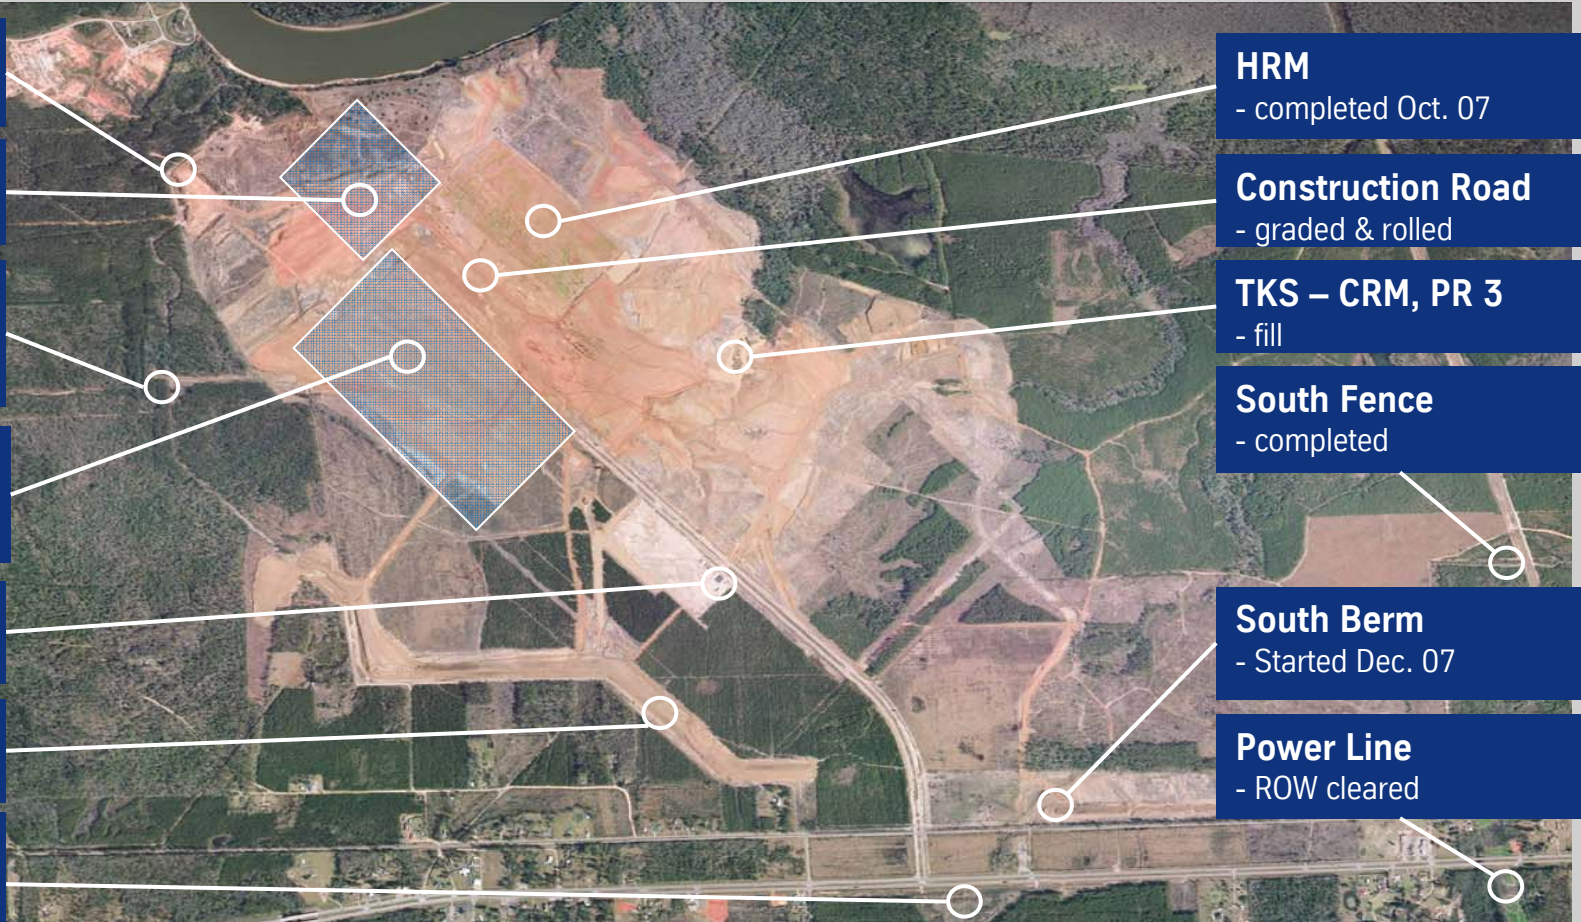 HRM
- completed Oct. 07
Construction Road
- graded & rolled
TKS – CRM, PR 3
- fill
South Fence
- completed
South Berm
- Started Dec. 07
Power Line
- ROW cleared